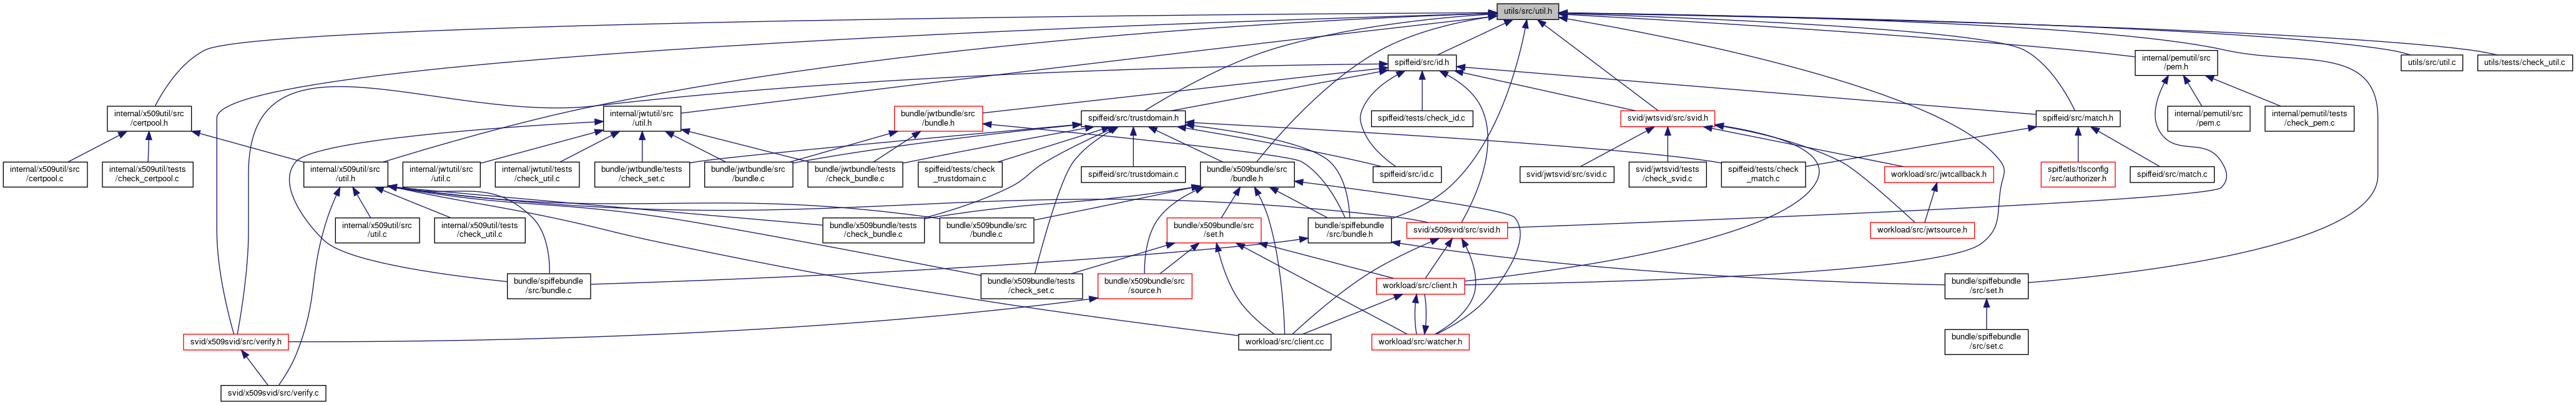 utils/src/util.h
spiffeid/src/id.h
internal/pemutil/src
/pem.h
utils/src/util.c
utils/tests/check_util.c
internal/x509util/src
/certpool.h
internal/jwtutil/src
/util.h
bundle/jwtbundle/src
/bundle.h
spiffeid/src/trustdomain.h
spiffeid/tests/check_id.c
svid/jwtsvid/src/svid.h
spiffeid/src/match.h
internal/pemutil/src
/pem.c
internal/pemutil/tests
/check_pem.c
internal/x509util/src
/certpool.c
internal/x509util/tests
/check_certpool.c
internal/x509util/src
/util.h
internal/jwtutil/src
/util.c
internal/jwtutil/tests
/check_util.c
bundle/jwtbundle/tests
/check_set.c
bundle/jwtbundle/src
/bundle.c
bundle/jwtbundle/tests
/check_bundle.c
spiffeid/tests/check
_trustdomain.c
spiffeid/src/trustdomain.c
bundle/x509bundle/src
/bundle.h
spiffeid/src/id.c
svid/jwtsvid/src/svid.c
svid/jwtsvid/tests
/check_svid.c
spiffeid/tests/check
_match.c
workload/src/jwtcallback.h
spiffetls/tlsconfig
/src/authorizer.h
spiffeid/src/match.c
internal/x509util/src
/util.c
internal/x509util/tests
/check_util.c
bundle/x509bundle/tests
/check_bundle.c
bundle/x509bundle/src
/bundle.c
bundle/x509bundle/src
/set.h
bundle/spiffebundle
/src/bundle.h
svid/x509svid/src/svid.h
workload/src/jwtsource.h
bundle/spiffebundle
/src/bundle.c
bundle/x509bundle/tests
/check_set.c
bundle/x509bundle/src
/source.h
workload/src/client.h
bundle/spiffebundle
/src/set.h
svid/x509svid/src/verify.h
workload/src/client.cc
workload/src/watcher.h
bundle/spiffebundle
/src/set.c
svid/x509svid/src/verify.c